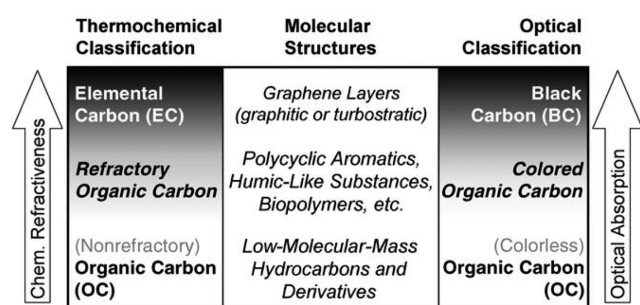 Thermochemical
Classification
Molecular
Structures
Optical
Classification
Chem. Refractiveness
Elemental
Carbon (EC)
Graphene Layers
(graphitic or turbostratic)
Black
Carbon (BC)
Refractory
Organic Carbon
Polycyclic Aromatics,
Humic-Like Substances,
Biopolymers, etc.
Colored
Organic Carbon
(Nonrefractory)
Organic Carbon
(OC)
Low-Molecular-Mass
Hydrocarbons and
Derivatives
(Colorless)
Organic Carbon
(OC)
Optical Absorption